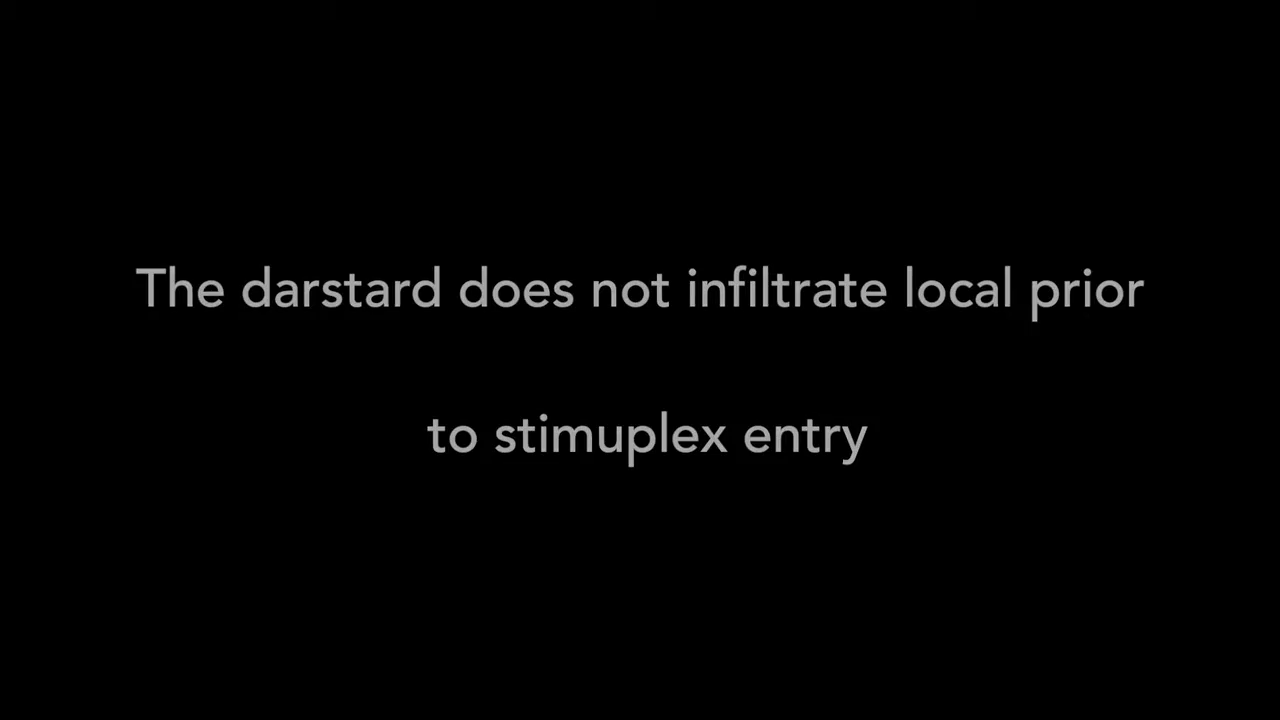 The darstard does not infiltrate local prior
to stimuplex entry